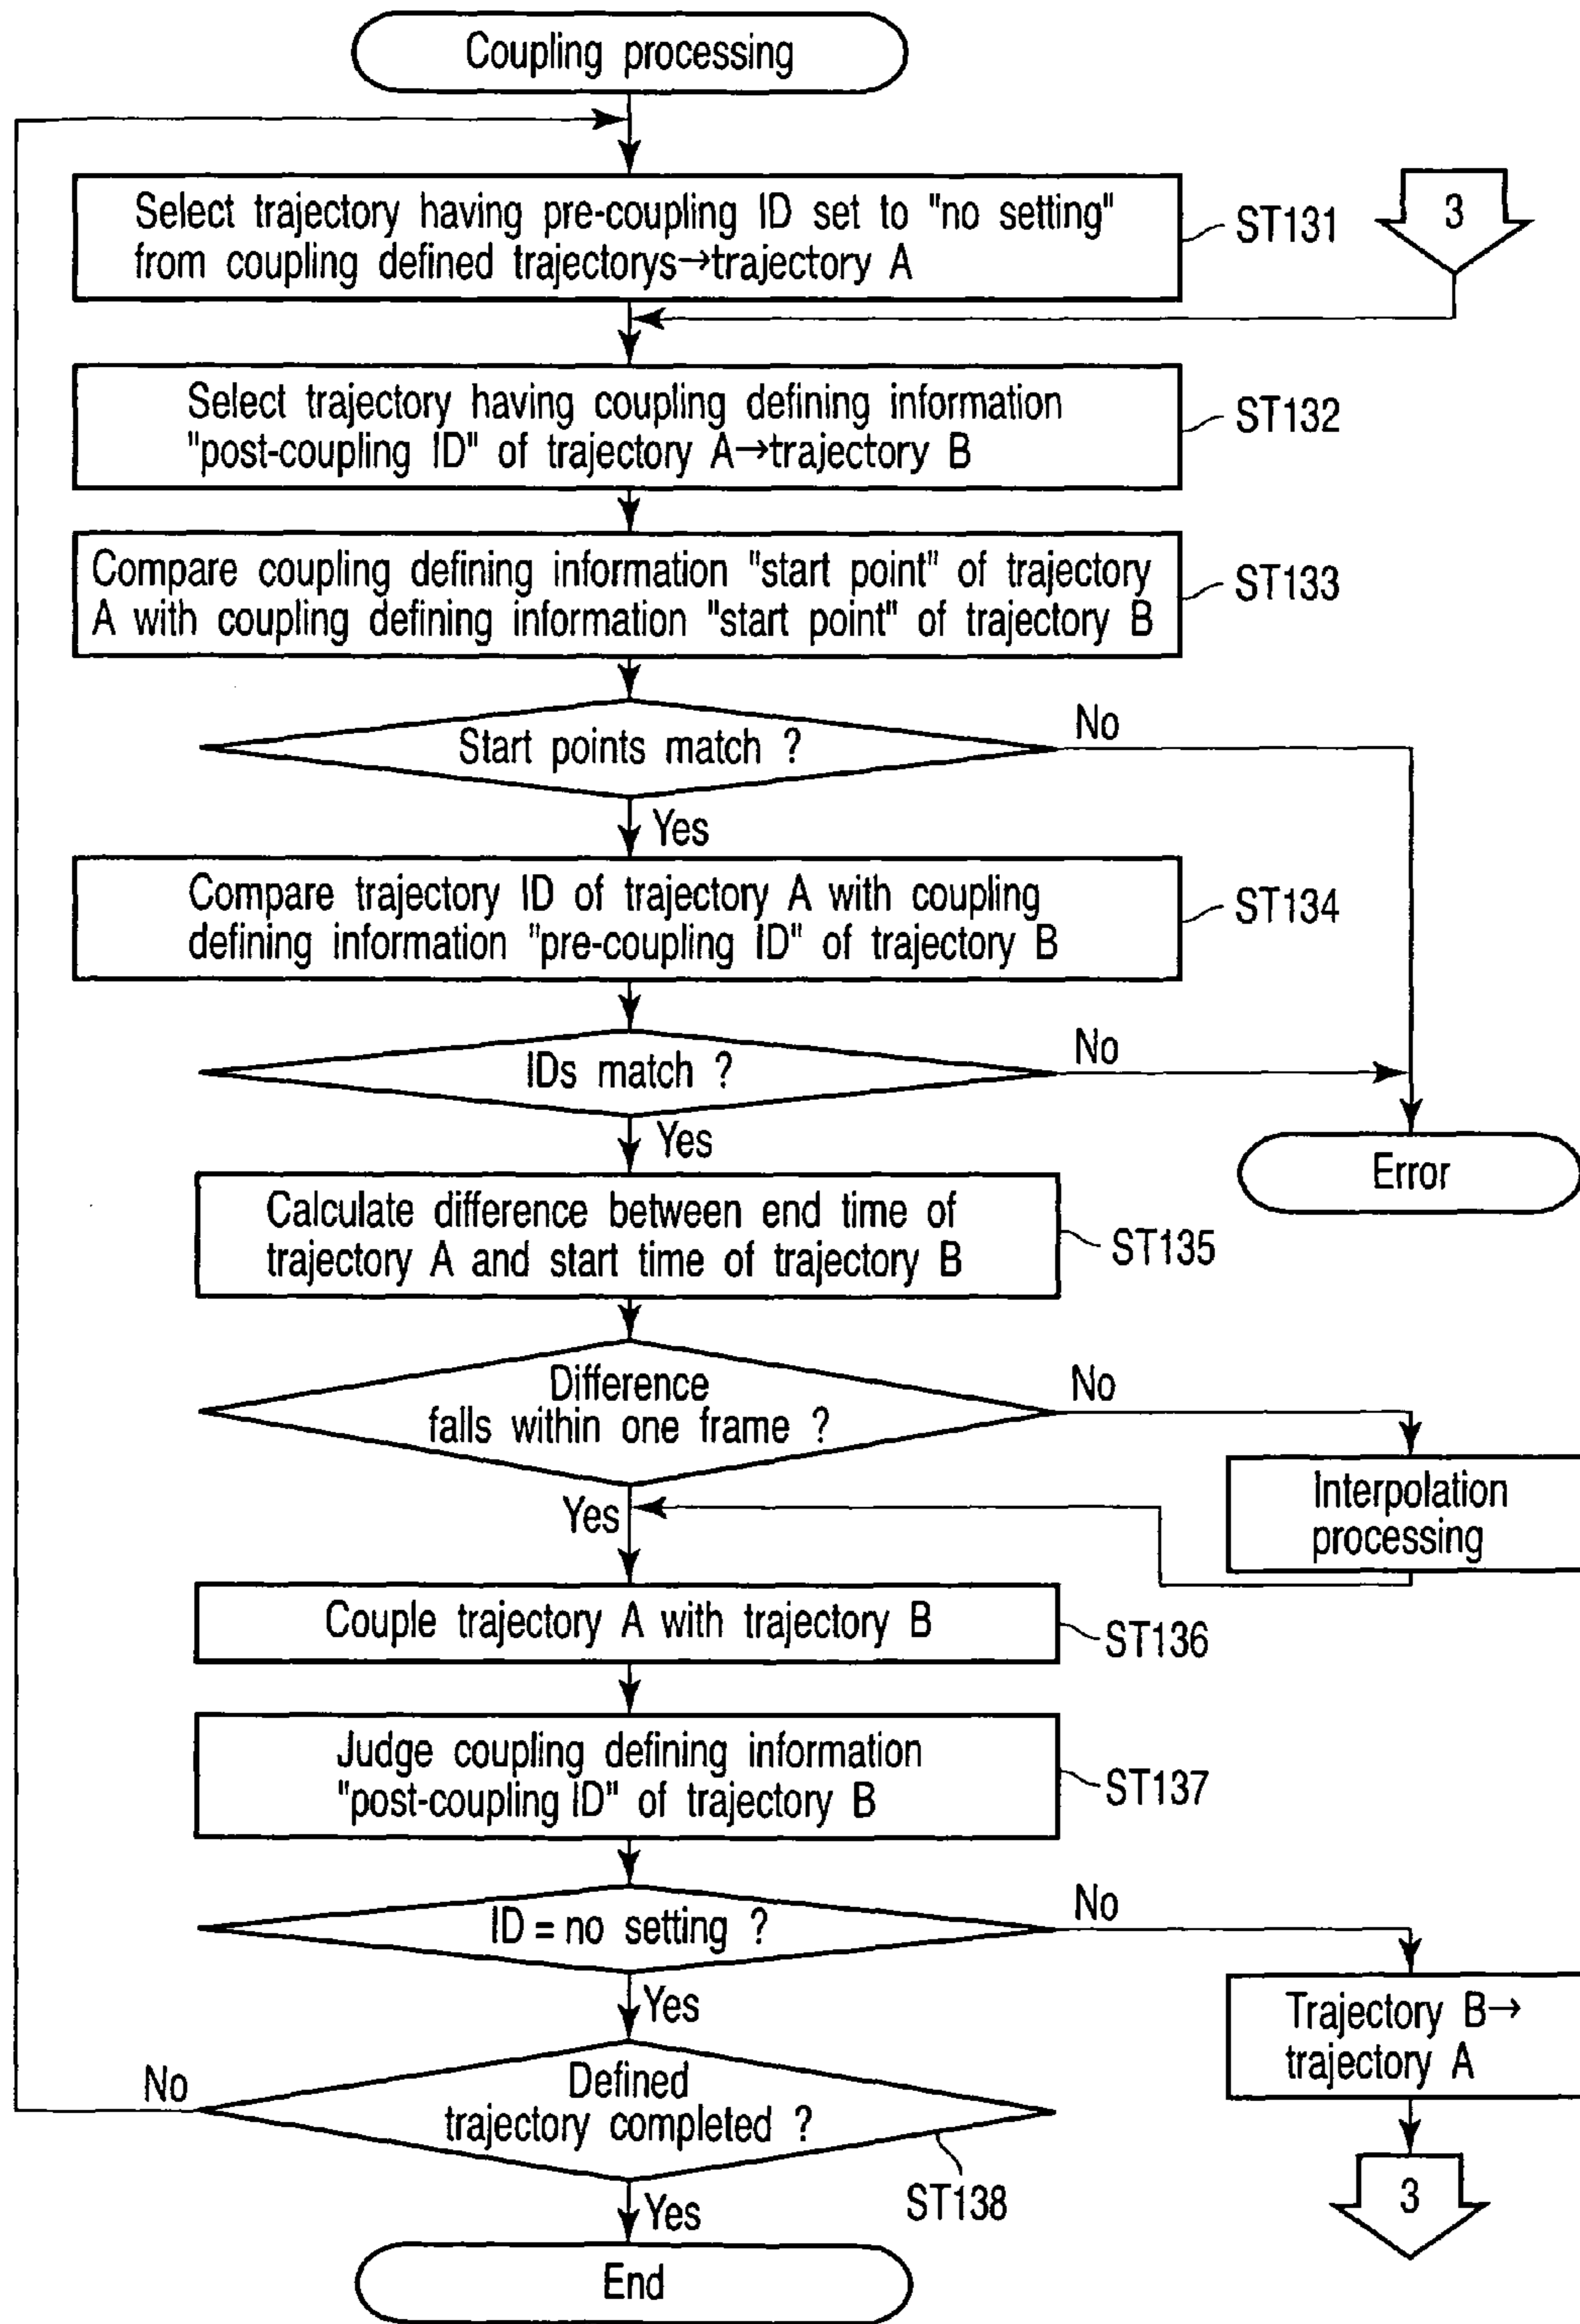 Coupling processing
Select trajectory having pre-coupling ID set to "no setting"
from coupling defined trajectorys→trajectory A
ST131
3
Select trajectory having coupling defining information
"post-coupling ID" of trajectory A→trajectory B
ST132
Compare coupling defining information "start point" of trajectory
A with coupling defining information "start point" of trajectory B
ST133
Start points match ?
No
Yes
Compare trajectory ID of trajectory A with coupling
defining information "pre-coupling ID" of trajectory B
ST134
IDs match ?
No
Yes
Error
Calculate difference between end time of
trajectory A and start time of trajectory B
ST135
Difference
falls within one frame ?
No
Yes
Interpolation
processing
Couple trajectory A with trajectory B
ST136
Judge coupling defining information
"post-coupling ID" of trajectory B
ST137
ID = no setting ?
No
Yes
Trajectory B→
trajectory A
Defined
trajectory completed ?
No
ST138
Yes
3
End